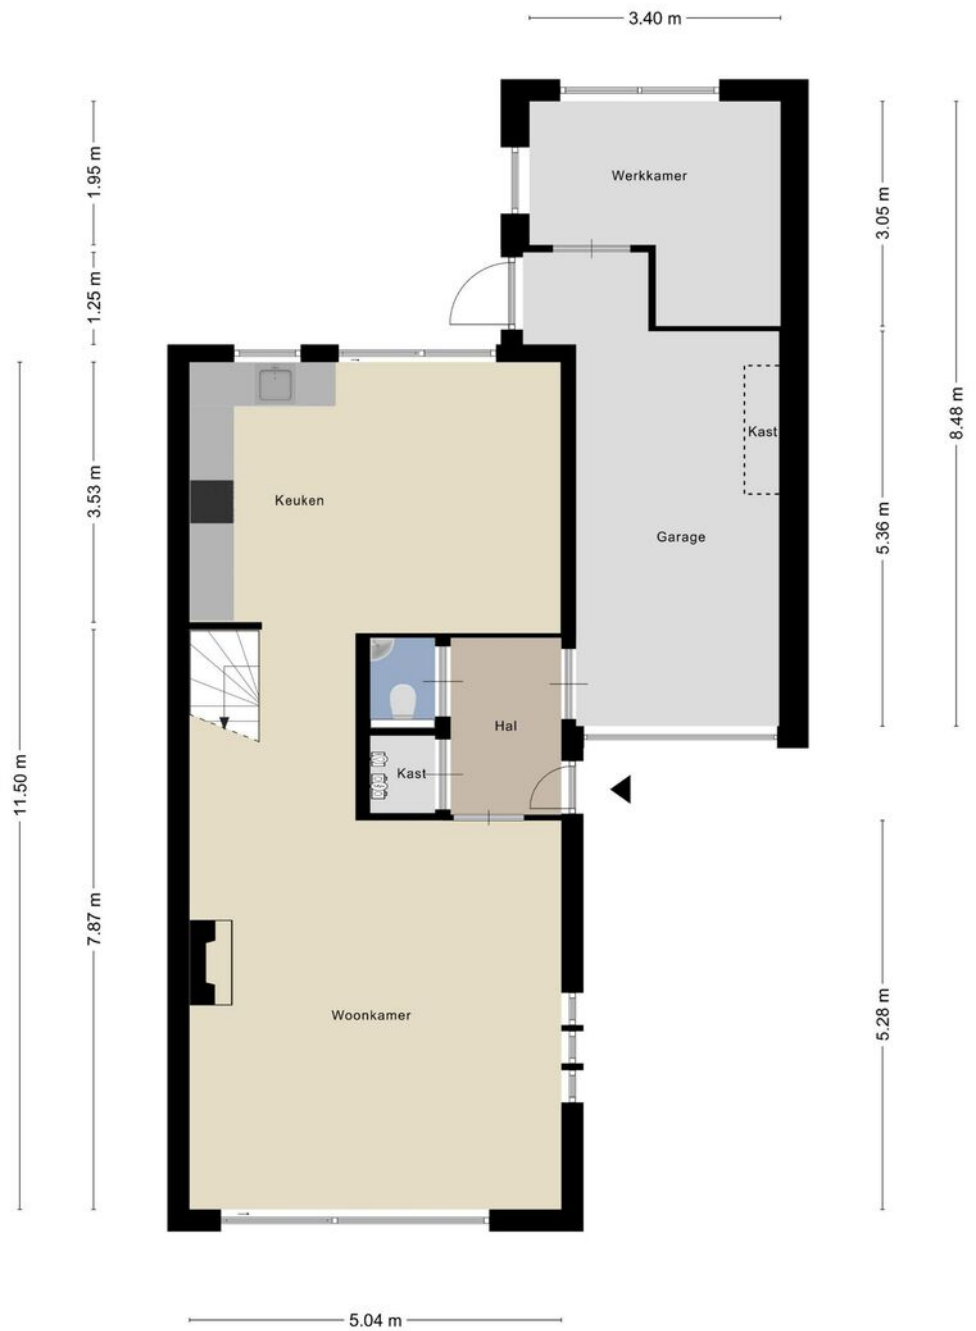 3.40 m
1.95 m
1.25 m
3.53 m
7.87 m
11.50 m
Werkkamer
Keuken
Kast
Garage
Hal
Kast
Woonkamer
3.05 m
5.36 m
8.48 m
5.28 m
5.04 m